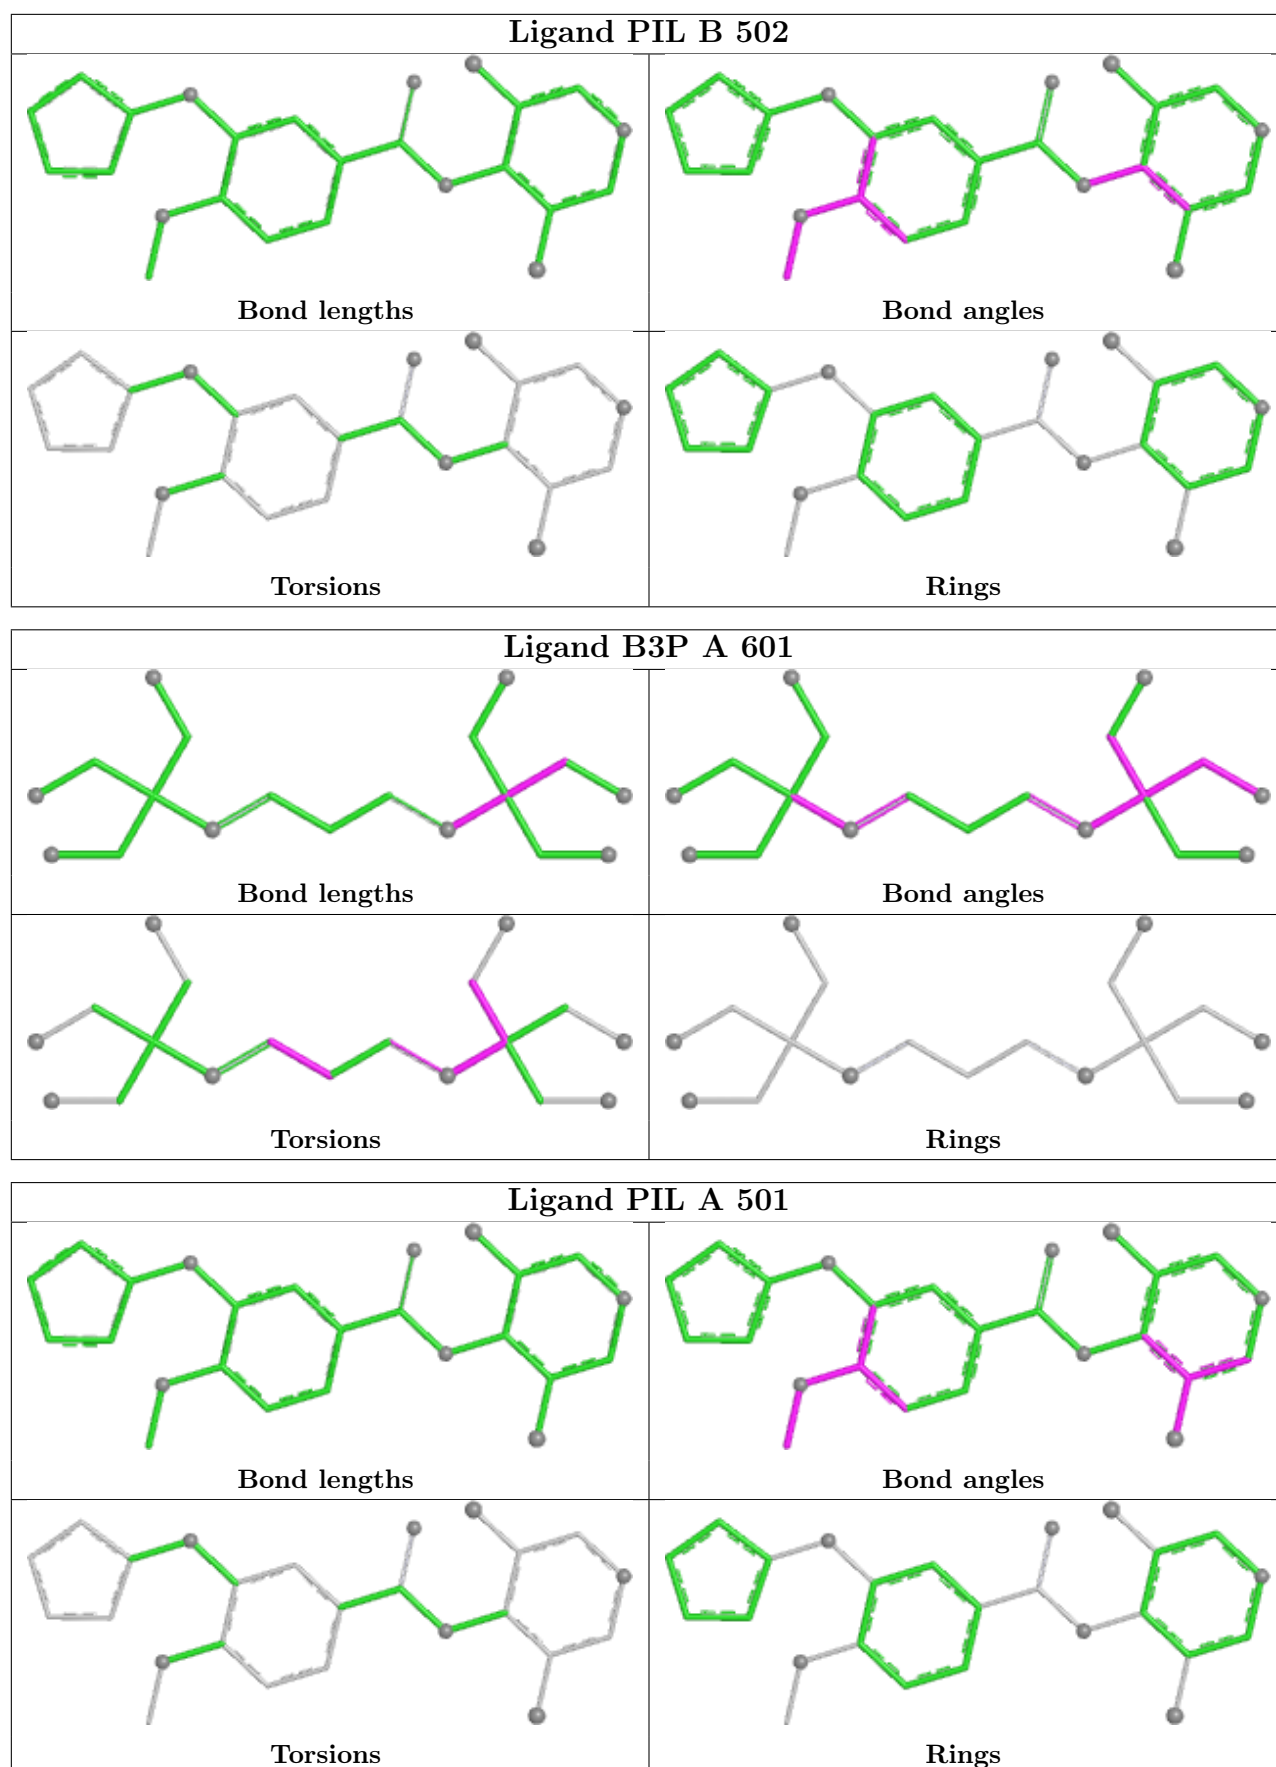 Ligand PIL B 502
Bond lengths
Bond angles
Torsions
Rings
Ligand B3P A 601
Bond lengths
Bond angles
Torsions
Rings
Ligand PIL A 501
Bond lengths
Bond angles
Torsions
Rings